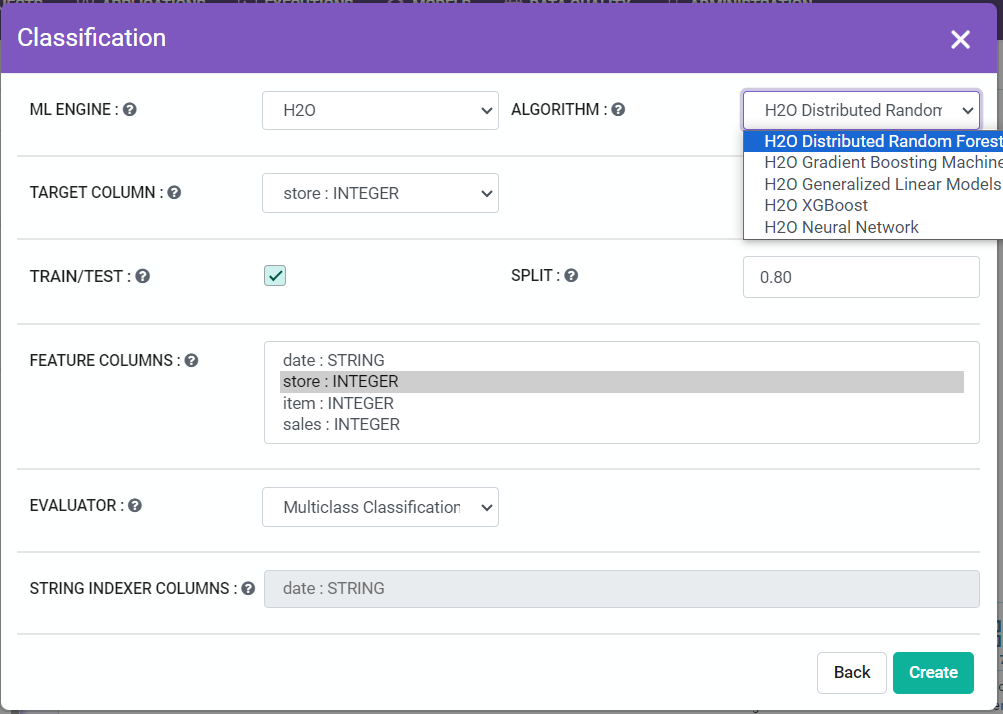 Classification
ML ENGINE :
H2O
ALGORITHM :
H2O Distributed Random
H2O Distributed Random Forest
H2O Gradient Boosting Machine
H2O Generalized Linear Models
H2O XGBoost
H2O Neural Network
TARGET COLUMN :
store : INTEGER
TRAIN/TEST :
SPLIT :
0.80
FEATURE COLUMNS :
date : STRING
store : INTEGER
item : INTEGER
sales : INTEGER
EVALUATOR :
Multiclass Classification
STRING INDEXER COLUMNS :
date : STRING
Back
Create